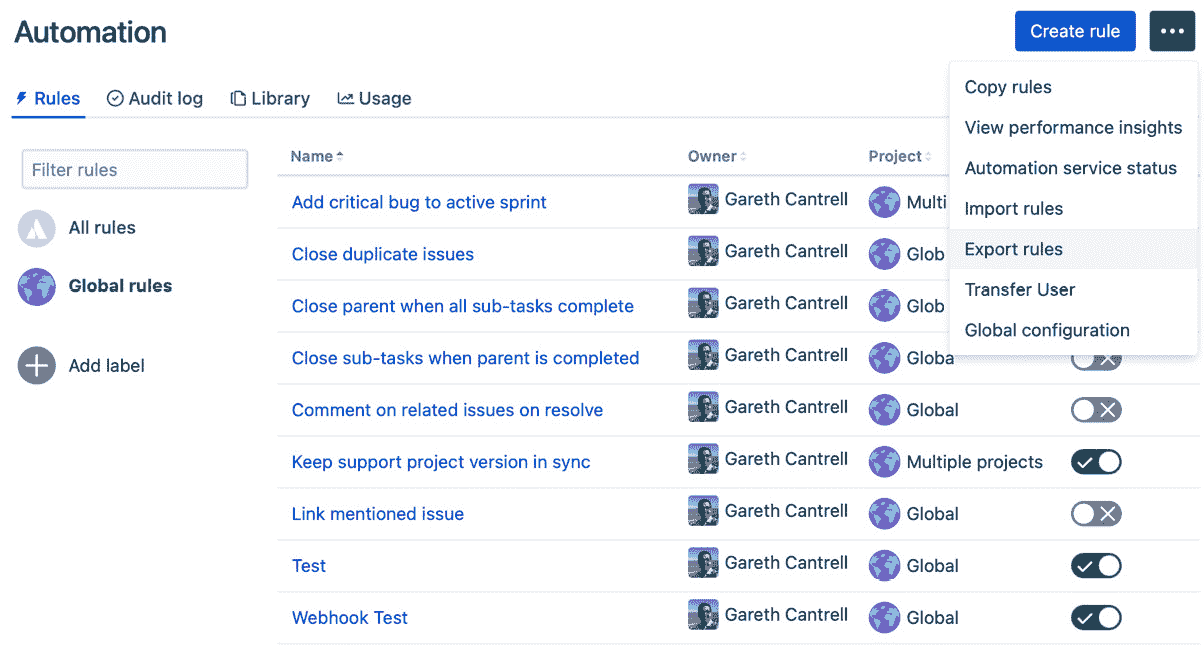 Automation
Create rule
Rules
Audit log
Library
Usage
Copy rules
View performance insights
Automation service status
Import rules
Export rules
Transfer User
Global configuration
Filter rules
All rules
Global rules
Add label
Name Owner Project
Add critical bug to active sprint Gareth Cantrell Multi
Close duplicate issues Gareth Cantrell Glob
Close parent when all sub-tasks complete Gareth Cantrell Glob
Close sub-tasks when parent is completed Gareth Cantrell Globa
Comment on related issues on resolve Gareth Cantrell Global
Keep support project version in sync Gareth Cantrell Multiple projects
Link mentioned issue Gareth Cantrell Global
Test Gareth Cantrell Global
Webhook Test Gareth Cantrell Global